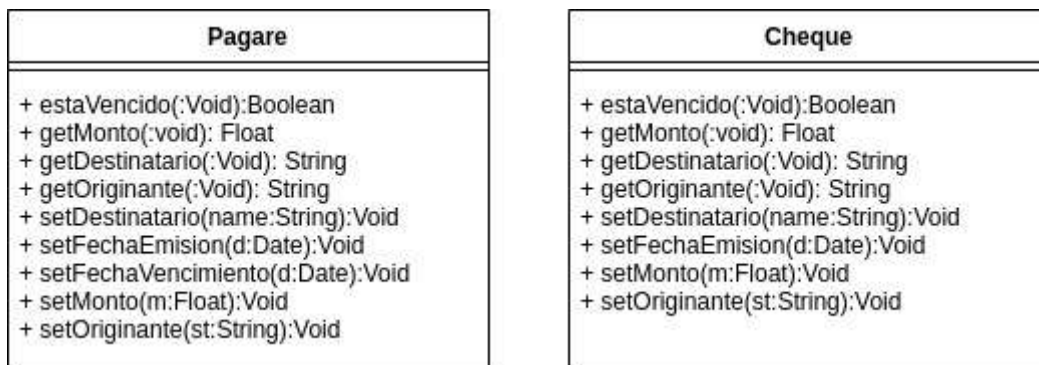 Pagare
+ estaVencido(:Void):Boolean
+ getMonto(:void): Float
+ getDestinatario(:Void): String
+ getOriginante(:Void): String
+ setDestinatario(name:String):Void
+ setFechaEmision(d:Date):Void
+ setFechaVencimiento(d:Date):Void
+ setMonto(m:Float):Void
+ setOriginante(st:String):Void
Cheque
+ estaVencido(:Void):Boolean
+ getMonto(:void): Float
+ getDestinatario(:Void): String
+ getOriginante(:Void): String
+ setDestinatario(name:String):Void
+ setFechaEmision(d:Date):Void
+ setMonto(m:Float):Void
+ setOriginante(st:String):Void